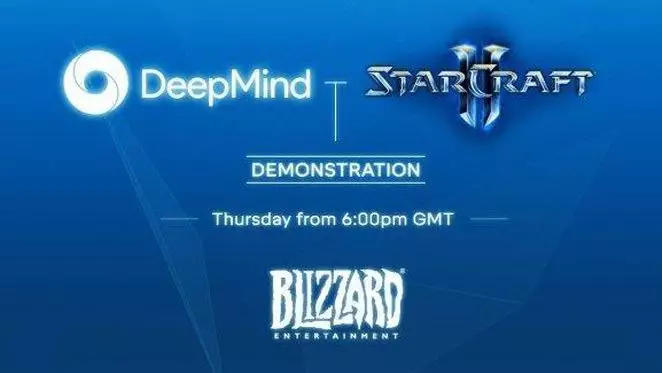 DeepMind
STARCRAFT
II
DEMONSTRATION
Thursday from 6:00pm GMT
BLIZZARD®
ENTERTAINMENT